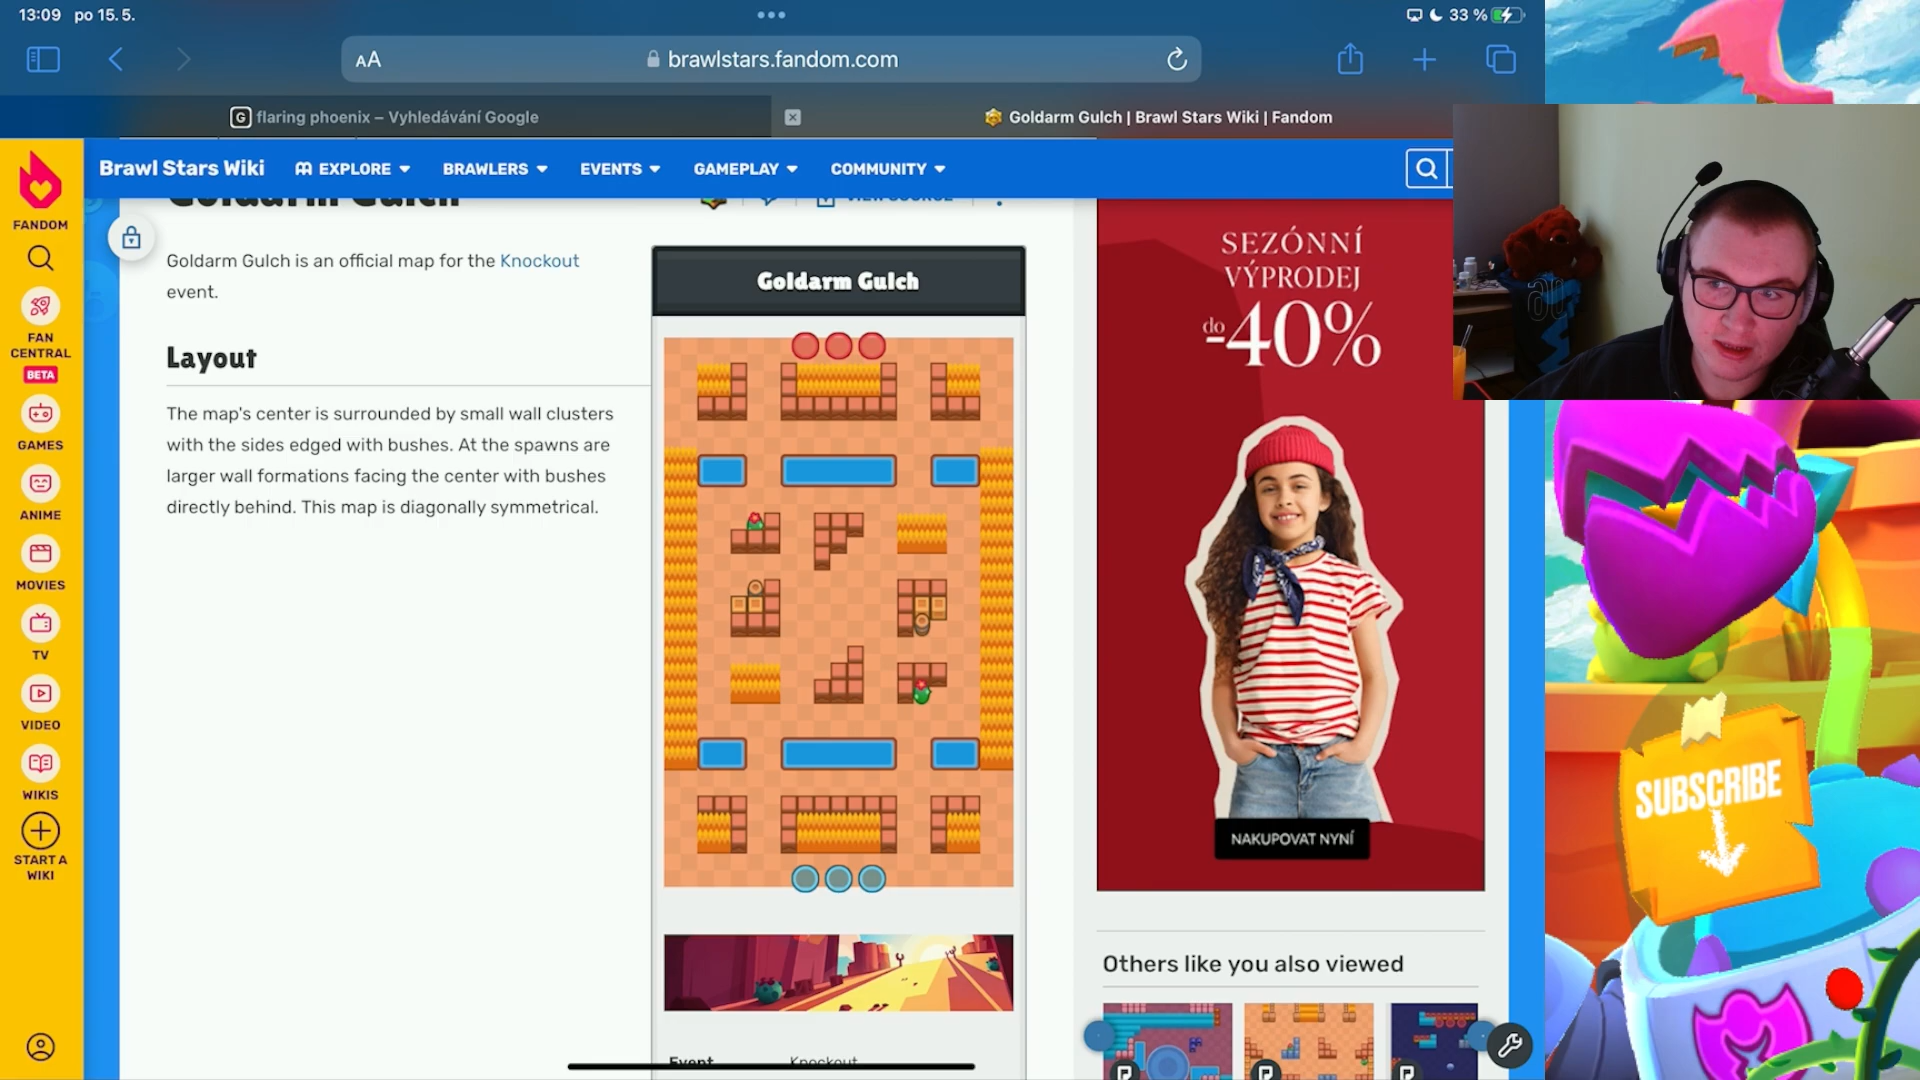 13:09 po 15. 5.
33 %
AA
brawlstars.fandom.com
G flaring phoenix – Vyhledávání Google
Goldarm Gulch | Brawl Stars Wiki | Fandom
Brawl Stars Wiki
EXPLORE
BRAWLERS
EVENTS
GAMEPLAY
COMMUNITY
FANDOM
FAN
CENTRAL
BETA
GAMES
ANIME
MOVIES
TV
VIDEO
WIKIS
START A
WIKI
Goldarm Gulch
VIEW SOURCE
Goldarm Gulch is an official map for the Knockout
event.
Layout
The map's center is surrounded by small wall clusters
with the sides edged with bushes. At the spawns are
larger wall formations facing the center with bushes
directly behind. This map is diagonally symmetrical.
Goldarm Gulch
Event Knockout
SEZÓNNÍ
VÝPRODEJ
do
-40%
NAKUPOVAT NYNÍ
Others like you also viewed
SUBSCRIBE